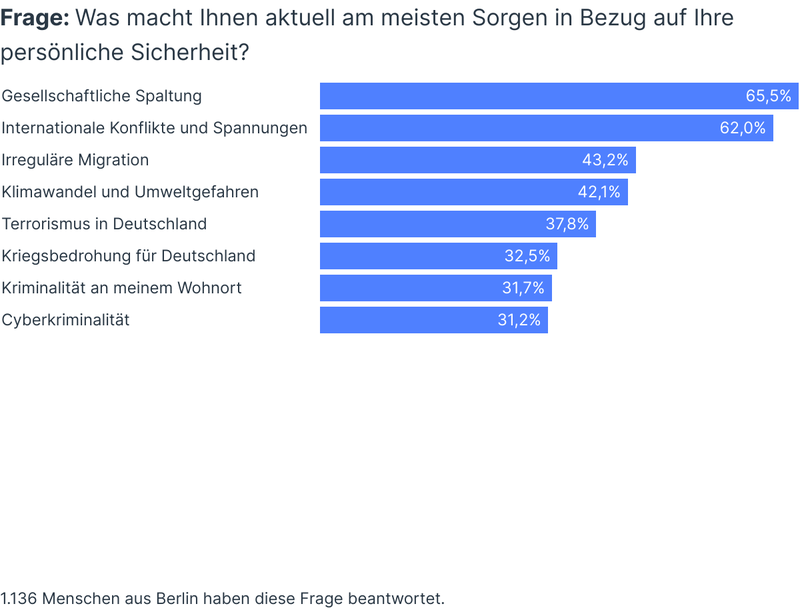 Frage: Was macht Ihnen aktuell am meisten Sorgen in Bezug auf Ihre
persönliche Sicherheit?
Gesellschaftliche Spaltung 65,5%
Internationale Konflikte und Spannungen 62,0%
Irreguläre Migration 43,2%
Klimawandel und Umweltgefahren 42,1%
Terrorismus in Deutschland 37,8%
Kriegsbedrohung für Deutschland 32,5%
Kriminalität an meinem Wohnort 31,7%
Cyberkriminalität 31,2%
1.136 Menschen aus Berlin haben diese Frage beantwortet.